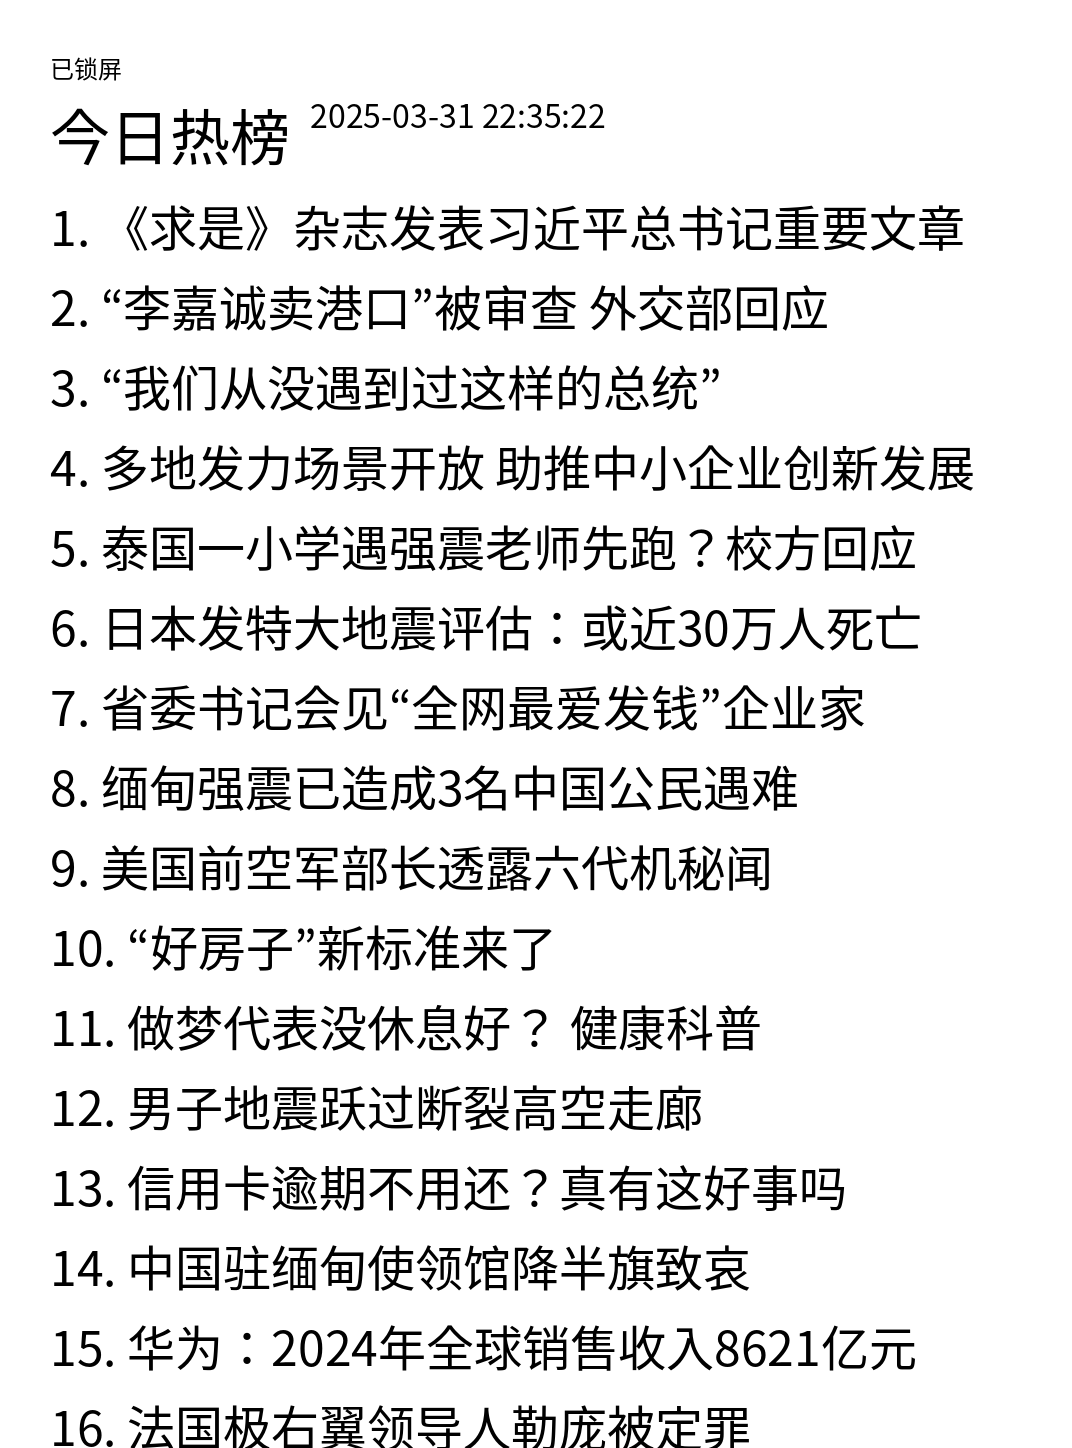 已锁屏
今日热榜 2025-03-31 22:35:22
1. 《求是》杂志发表习近平总书记重要文章
2. “李嘉诚卖港口”被审查 外交部回应
3. “我们从没遇到过这样的总统”
4. 多地发力场景开放 助推中小企业创新发展
5. 泰国一小学遇强震老师先跑？校方回应
6. 日本发特大地震评估：或近30万人死亡
7. 省委书记会见“全网最爱发钱”企业家
8. 缅甸强震已造成3名中国公民遇难
9. 美国前空军部长透露六代机秘闻
10. “好房子”新标准来了
11. 做梦代表没休息好？ 健康科普
12. 男子地震跃过断裂高空走廊
13. 信用卡逾期不用还？真有这好事吗
14. 中国驻缅甸使领馆降半旗致哀
15. 华为：2024年全球销售收入8621亿元
16. 法国极右翼领导人勒庞被定罪